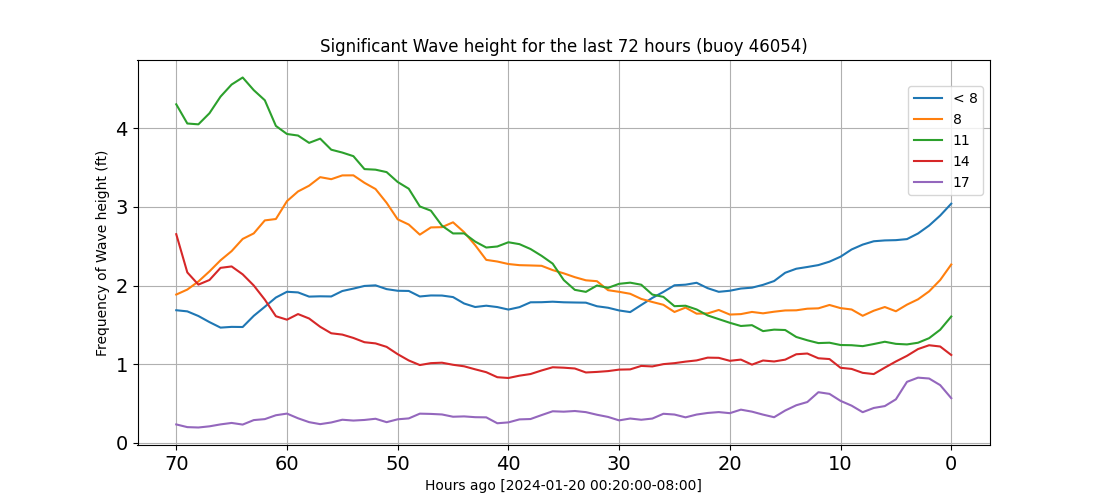 Significant Wave height for the last 72 hours (buoy 46054)
Frequency of Wave height (ft)
4
3
2
1
0
< 8
8
11
14
17
70 60 50 40 30 20 10 0
Hours ago [2024-01-20 00:20:00-08:00]